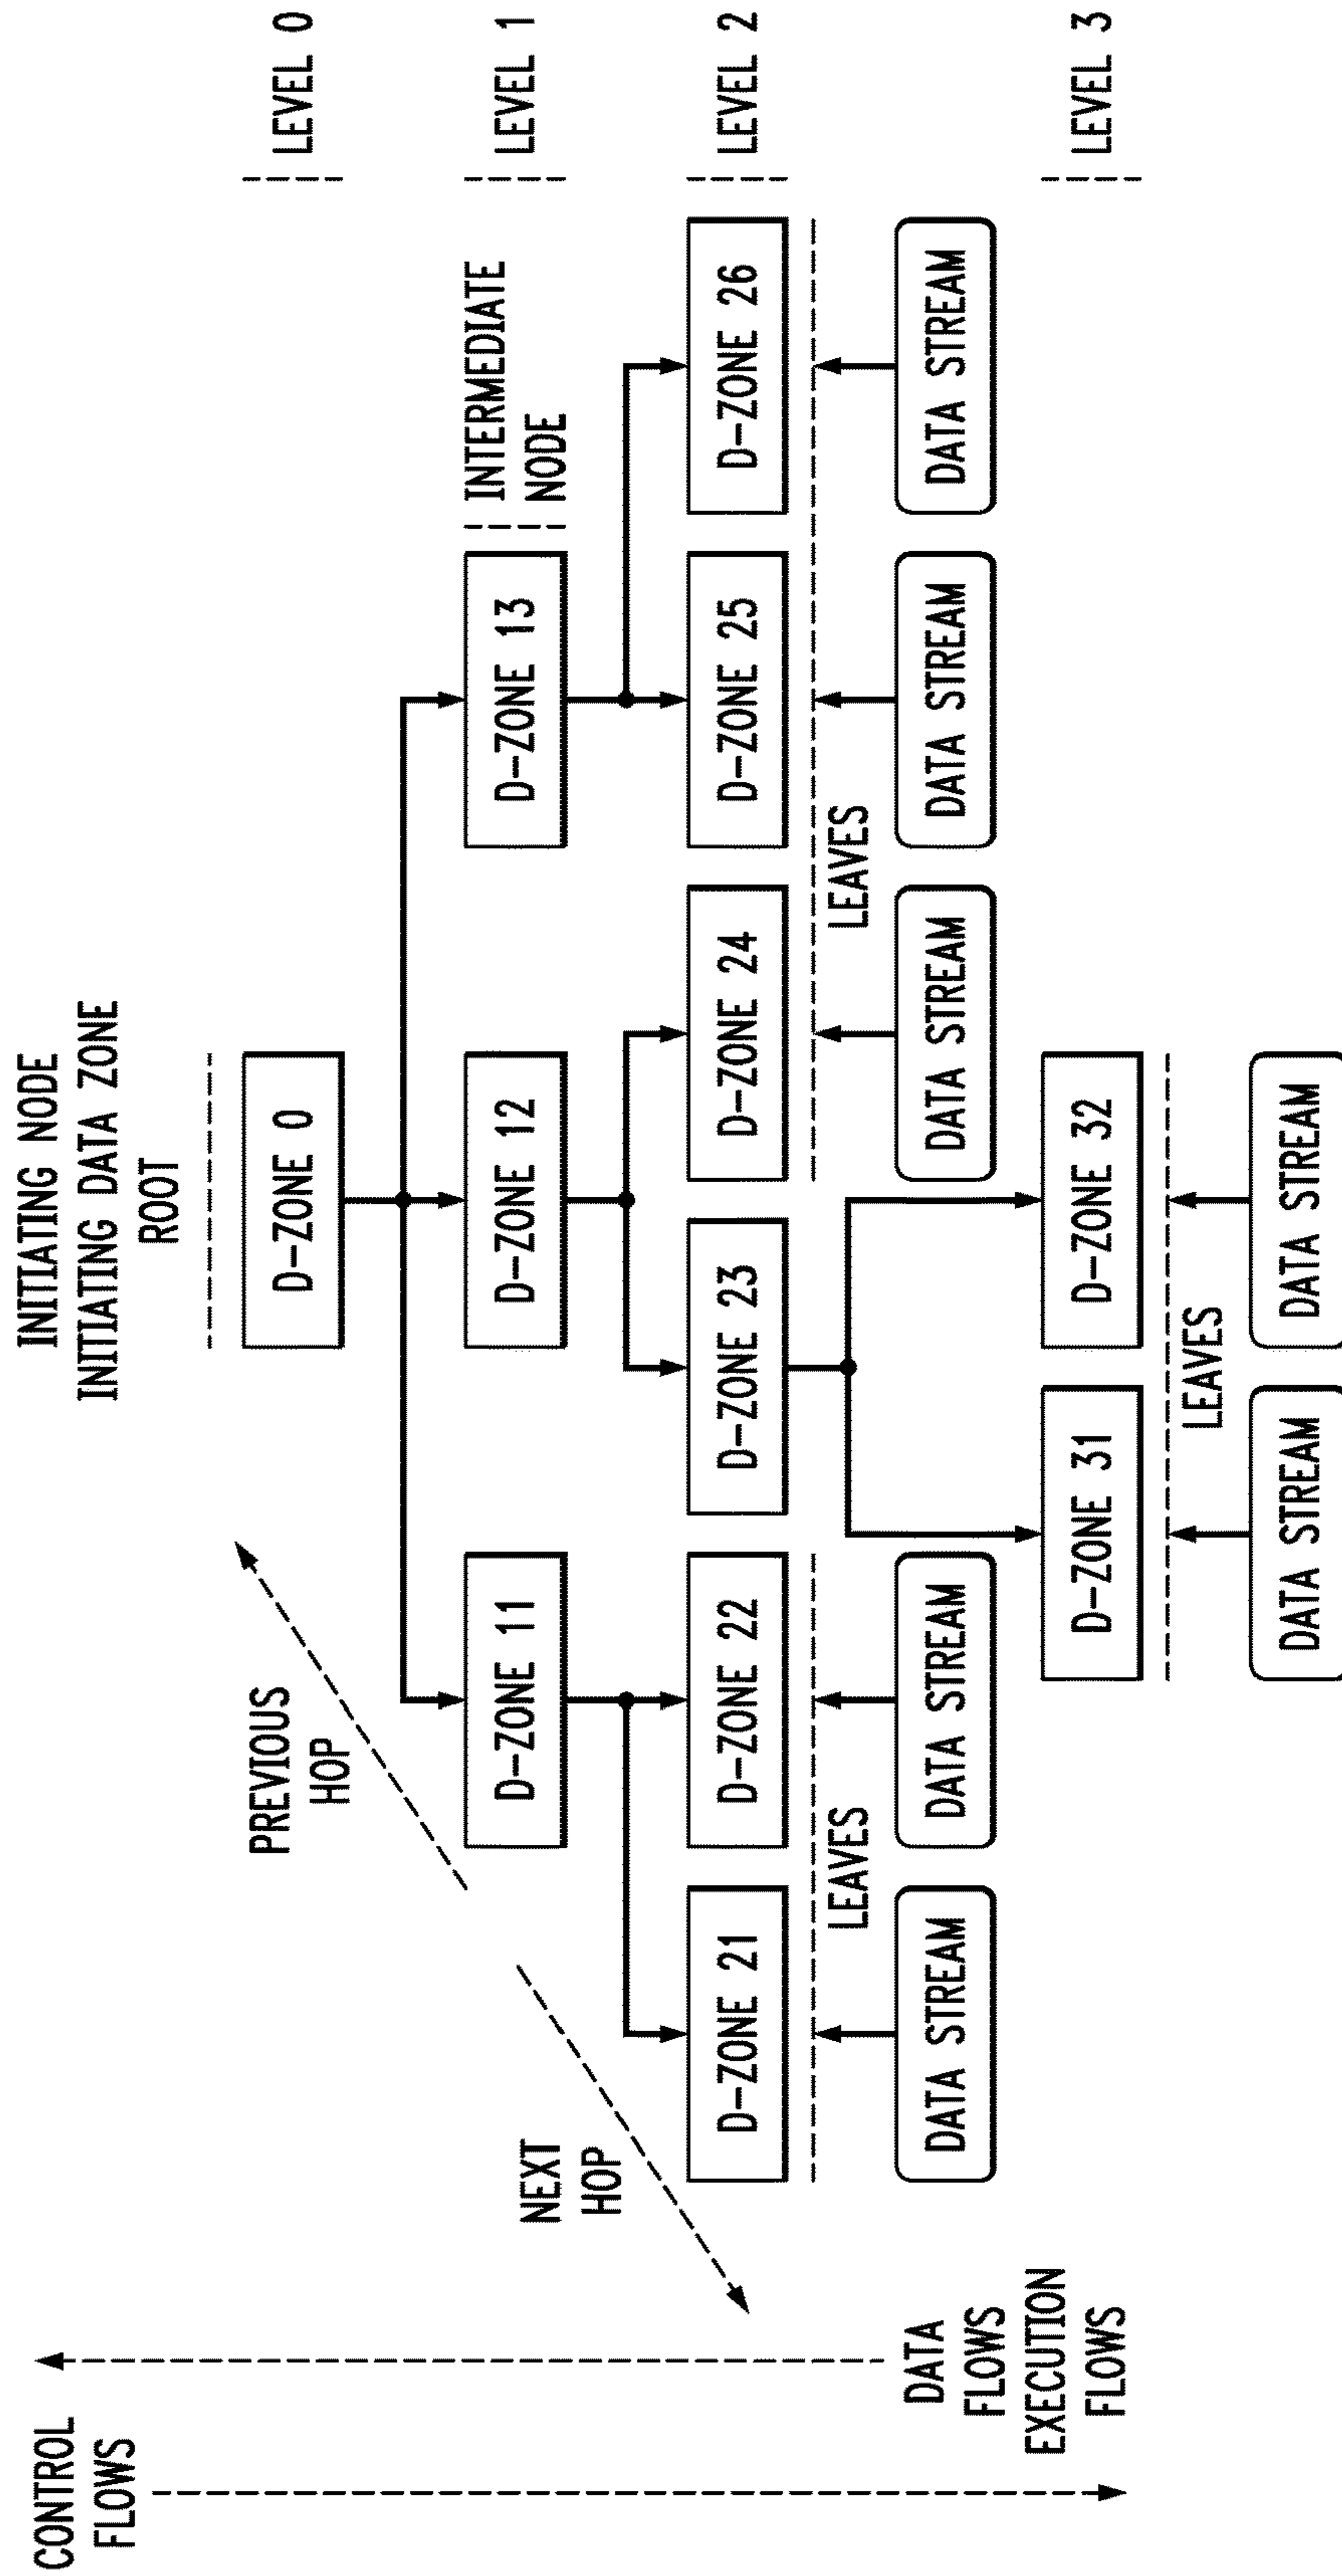 INITIATING NODE
INITIATING DATA ZONE
ROOT
CONTROL
FLOWS
D-ZONE 0
LEVEL 0
PREVIOUS
HOP
D-ZONE 11
D-ZONE 12
D-ZONE 13
INTERMEDIATE
NODE
LEVEL 1
NEXT
HOP
D-ZONE 21
D-ZONE 22
D-ZONE 23
D-ZONE 24
D-ZONE 25
D-ZONE 26
LEVEL 2
LEAVES
LEAVES
DATA STREAM
DATA STREAM
DATA STREAM
DATA STREAM
DATA STREAM
DATA
FLOWS
EXECUTION
FLOWS
D-ZONE 31
D-ZONE 32
LEVEL 3
LEAVES
DATA STREAM
DATA STREAM